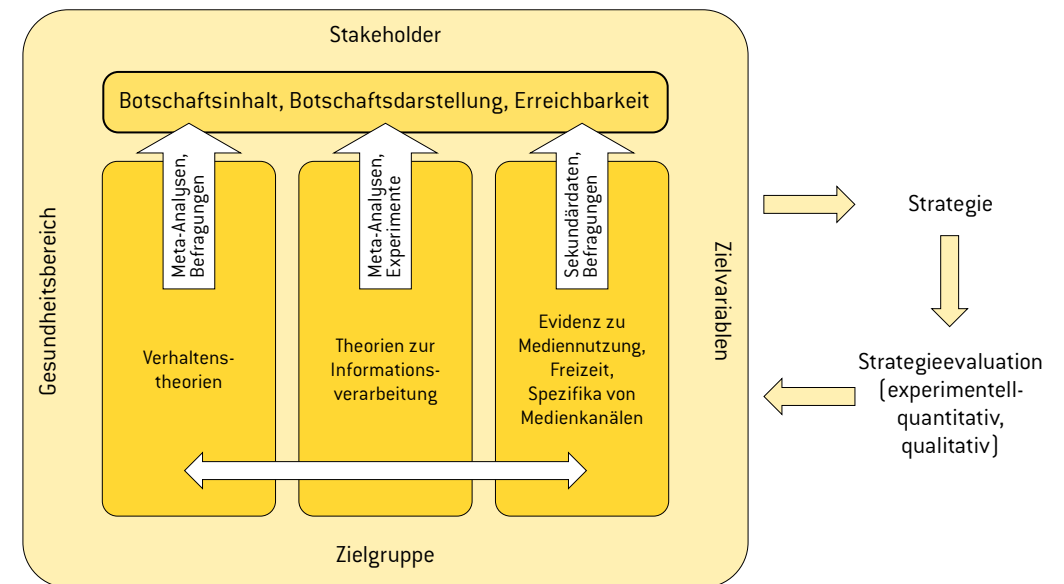 Stakeholder
Botschaftsinhalt, Botschaftsdarstellung, Erreichbarkeit
Gesundheitsbereich
Meta-Analysen,
Befragungen
Verhaltens-
theorien
Meta-Analysen,
Experimente
Theorien zur
Informations-
verarbeitung
Sekundärdaten,
Befragungen
Evidenz zu
Mediennutzung,
Freizeit,
Spezifika von
Medienkanälen
Zielvariablen
Zielgruppe
Strategie
Strategieevaluation
(experimentell-
quantitativ,
qualitativ)